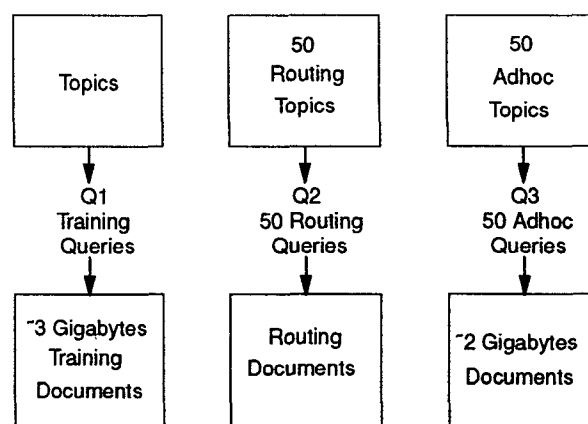 Topics
50
Routing
Topics
50
Adhoc
Topics
Q1
Training
Queries
Q2
50 Routing
Queries
Q3
50 Adhoc
Queries
~3 Gigabytes
Training
Documents
Routing
Documents
~2 Gigabytes
Documents